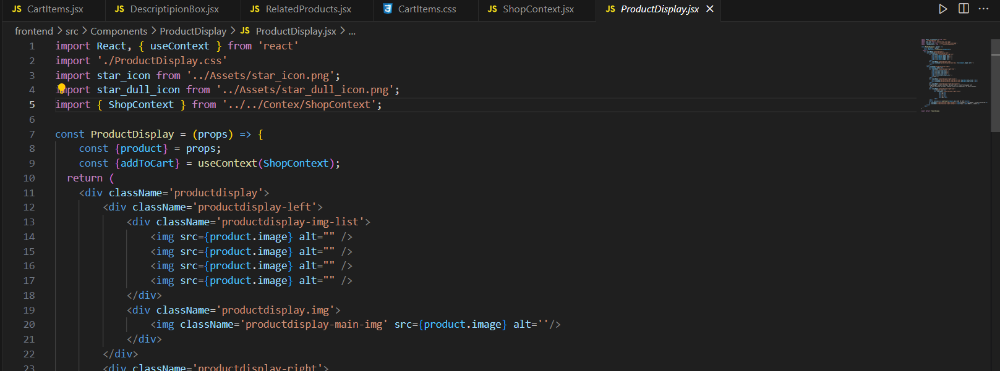 JS CartItems.jsx JS DescriptipionBox.jsx JS RelatedProducts.jsx CartItems.css JS ShopContext.jsx JS ProductDisplay.jsx
frontend > src > Components > ProductDisplay > JS ProductDisplay.jsx > ...
1 import React, { useContext } from 'react'
2 import './ProductDisplay.css'
3 import star_icon from '../Assets/star_icon.png';
4 import star_dull_icon from '../Assets/star_dull_icon.png';
5 import { ShopContext } from '../../Contex/ShopContext';
6
7 const ProductDisplay = (props) => {
8 const {product} = props;
9 const {addToCart} = useContext(ShopContext);
10 return (
11 <div className='productdisplay'>
12 <div className='productdisplay-left'>
13 <div className='productdisplay-img-list'>
14 <img src={product.image} alt="" />
15 <img src={product.image} alt="" />
16 <img src={product.image} alt="" />
17 <img src={product.image} alt="" />
18 </div>
19 <div className='productdisplay.img'>
20 <img className='productdisplay-main-img' src={product.image} alt=''/>
21 </div>
22 </div>
23 <div className='productdisplay-right'>